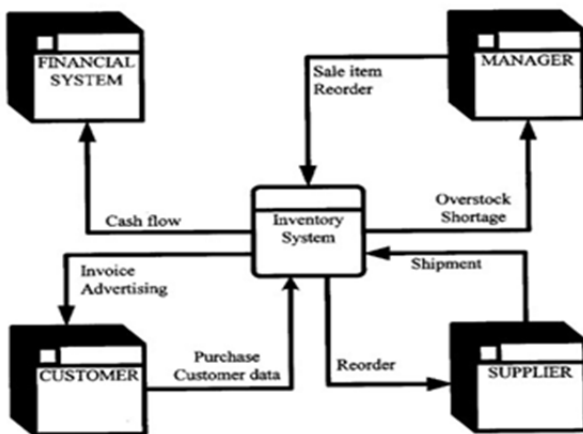 FINANCIAL
SYSTEM
Sale item
Reorder
MANAGER
Cash flow
Inventory
System
Overstock
Shortage
Invoice
Advertising
Shipment
CUSTOMER
Purchase
Customer data
Reorder
SUPPLIER